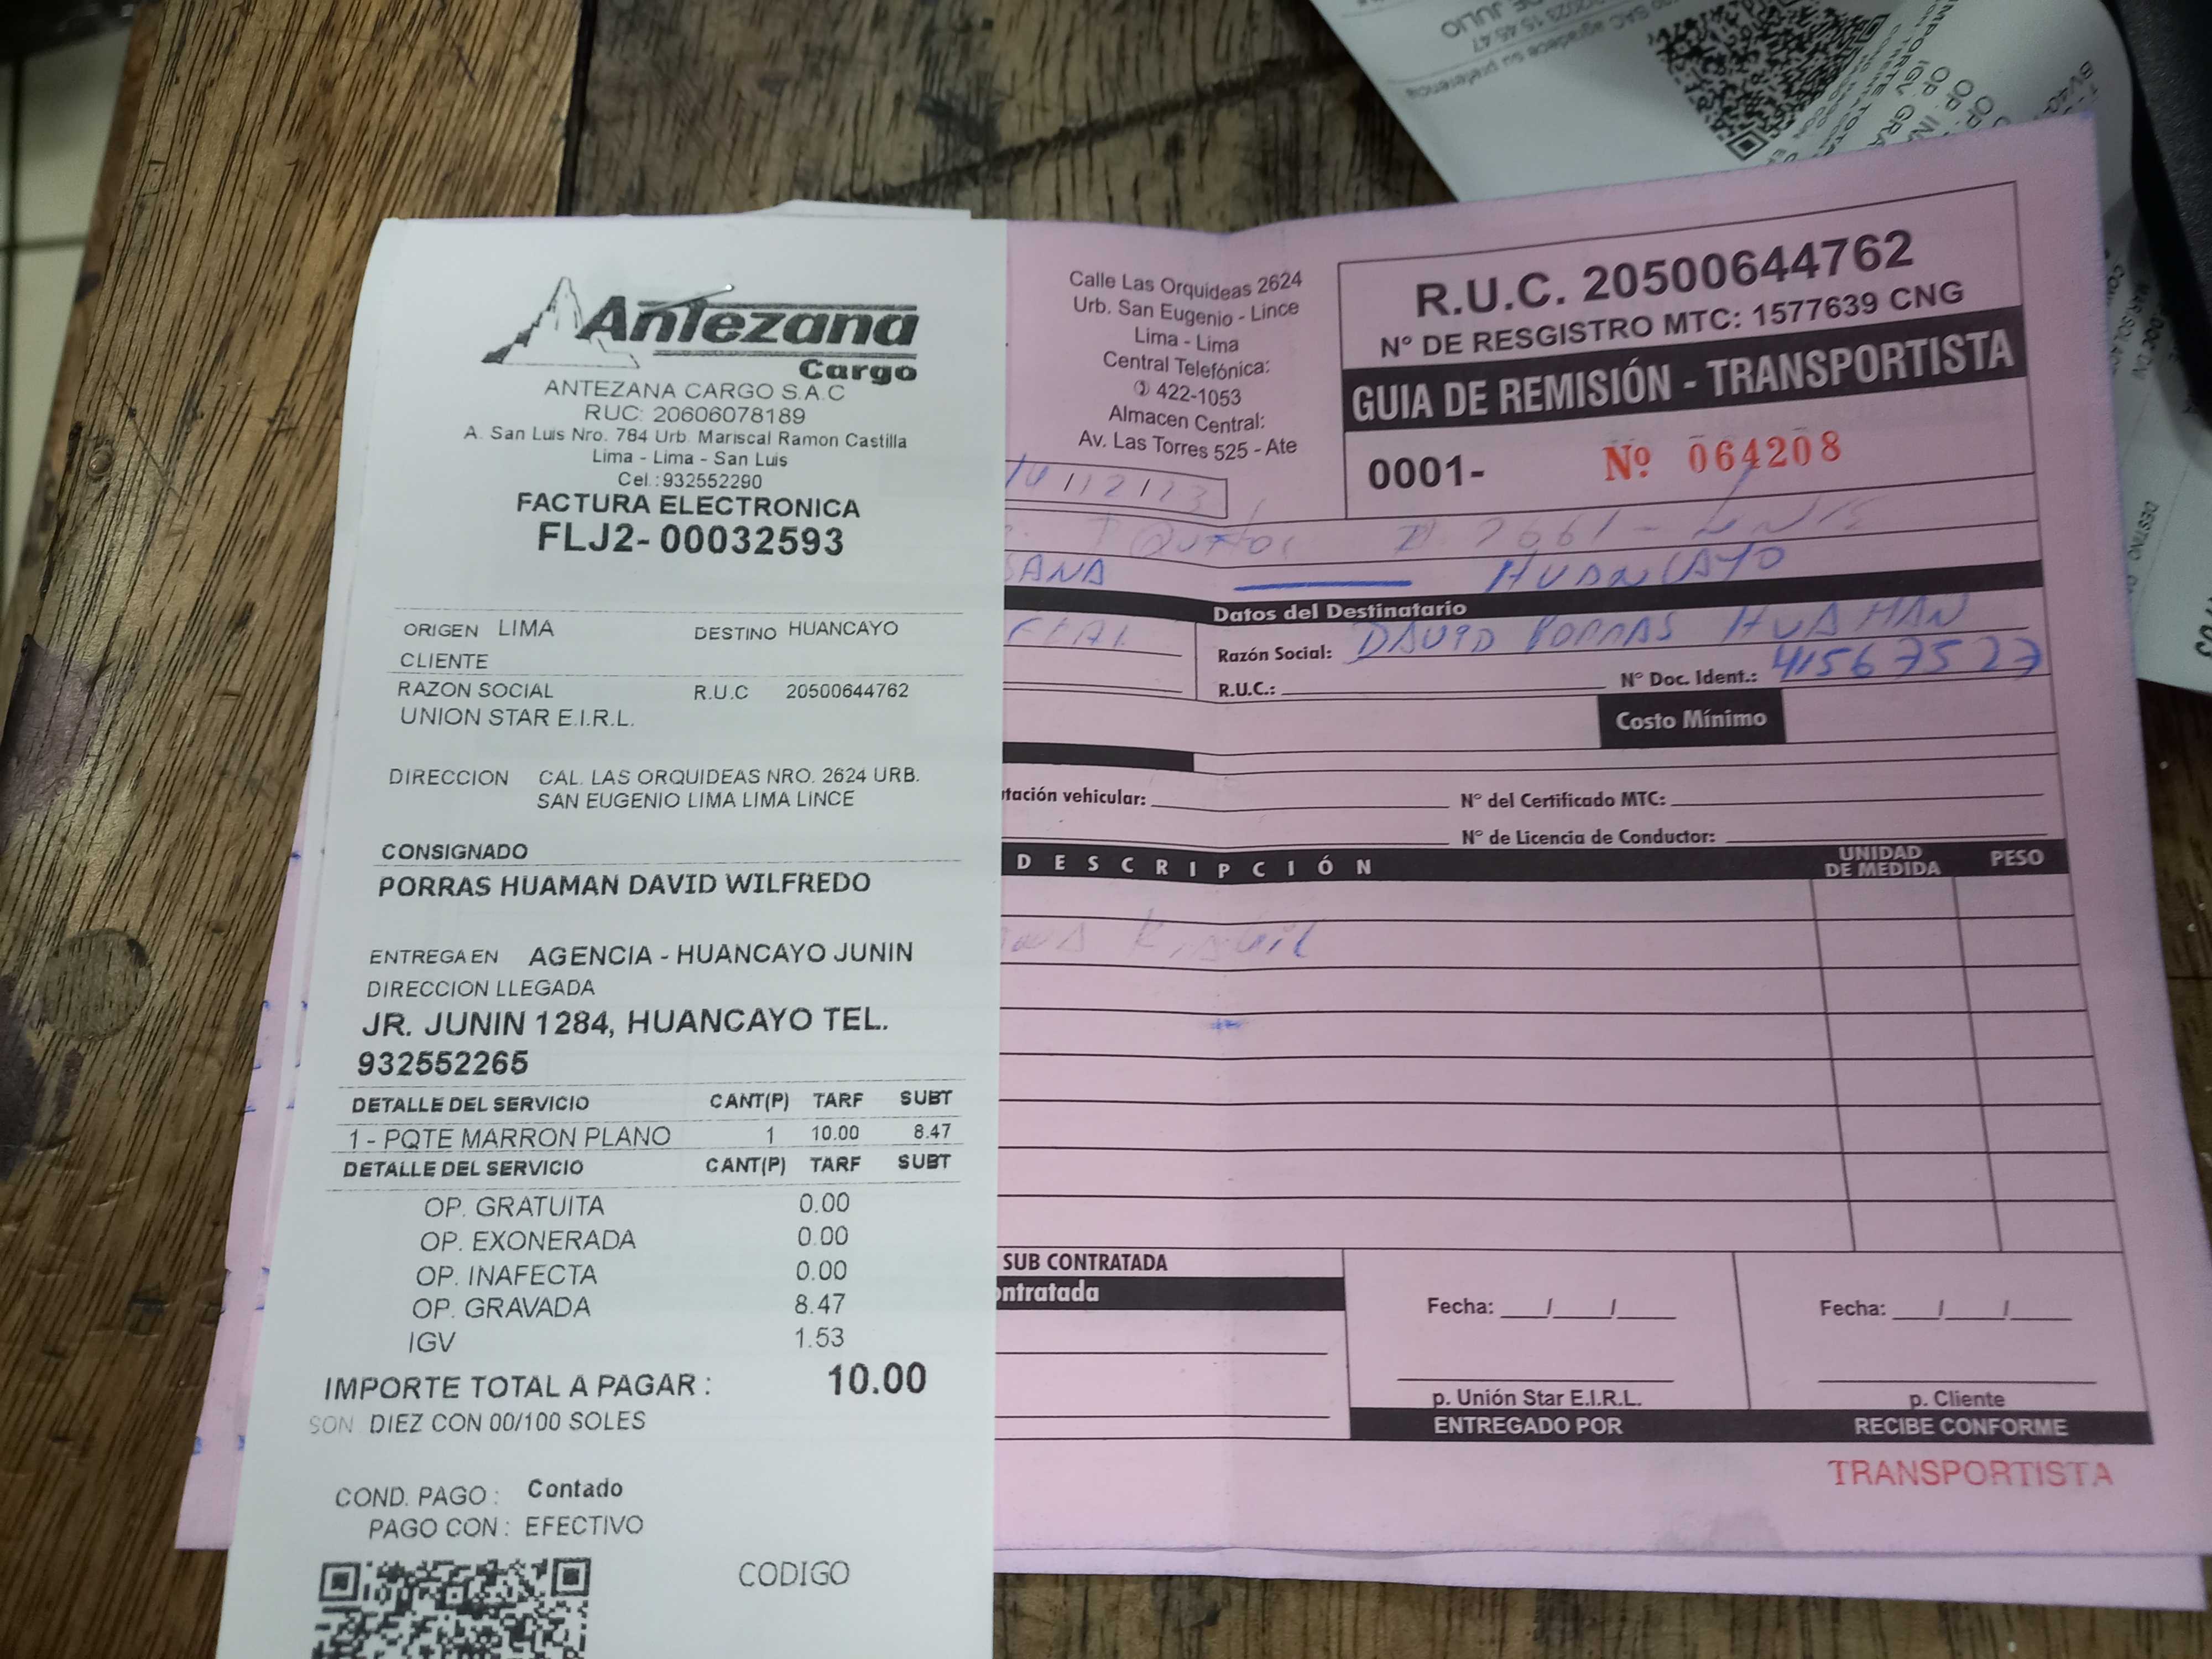 Antezana
Cargo
ANTEZANA CARGO S.A.C
RUC: 20606078189
A. San Luis Nro. 784 Urb. Mariscal Ramon Castilla
Lima - Lima - San Luis
Cel.:932552290
FACTURA ELECTRONICA
FLJ2- 00032593
ORIGEN LIMA DESTINO HUANCAYO
CLIENTE
RAZON SOCIAL R.U.C 20500644762
UNION STAR E.I.R.L.
DIRECCION CAL. LAS ORQUIDEAS NRO. 2624 URB.
SAN EUGENIO LIMA LIMA LINCE
CONSIGNADO
PORRAS HUAMAN DAVID WILFREDO
ENTREGA EN AGENCIA - HUANCAYO JUNIN
DIRECCION LLEGADA
JR. JUNIN 1284, HUANCAYO TEL.
932552265
DETALLE DEL SERVICIO CANT(P) TARF SUBT
1 - PQTE MARRON PLANO 1 10.00 8.47
DETALLE DEL SERVICIO CANT(P) TARF SUBT
OP. GRATUITA 0.00
OP. EXONERADA 0.00
OP. INAFECTA 0.00
OP. GRAVADA 8.47
IGV 1.53
IMPORTE TOTAL A PAGAR : 10.00
SON DIEZ CON 00/100 SOLES
COND. PAGO : Contado
PAGO CON : EFECTIVO
CODIGO
Calle Las Orquideas 2624
Urb. San Eugenio - Lince
Lima - Lima
Central Telefónica:
422-1053
Almacen Central:
Av. Las Torres 525 - Ate
R.U.C. 20500644762
N° DE RESGISTRO MTC: 1577639 CNG
GUIA DE REMISIÓN - TRANSPORTISTA
0001- Nº 064208
HUANCAYO
Datos del Destinatario
Razón Social: DAVID PORRAS HUAMAN
R.U.C.: N° Doc. Ident.: 41567527
Costo Mínimo
tación vehicular: N° del Certificado MTC:
N° de Licencia de Conductor:
DESCRIPCIÓN UNIDAD DE MEDIDA PESO
SUB CONTRATADA
ontratada
Fecha: __/__/__ Fecha: __/__/__
p. Unión Star E.I.R.L. p. Cliente
ENTREGADO POR RECIBE CONFORME
TRANSPORTISTA